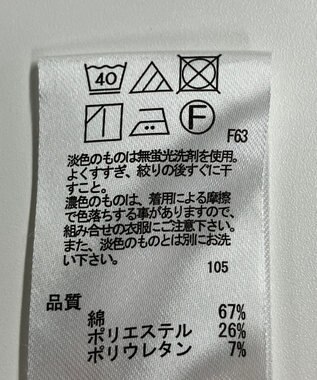 40
F
F63
淡色のものは無蛍光洗剤を使用。
よくすすぎ、絞りの後すぐに干
すこと。
濃色のものは、着用による摩擦
で色落ちする事がありますので、
組み合せの衣服にご注意下さい。
また、淡色のものとは別にお洗
い下さい。
105
品質
綿 67%
ポリエステル 26%
ポリウレタン 7%